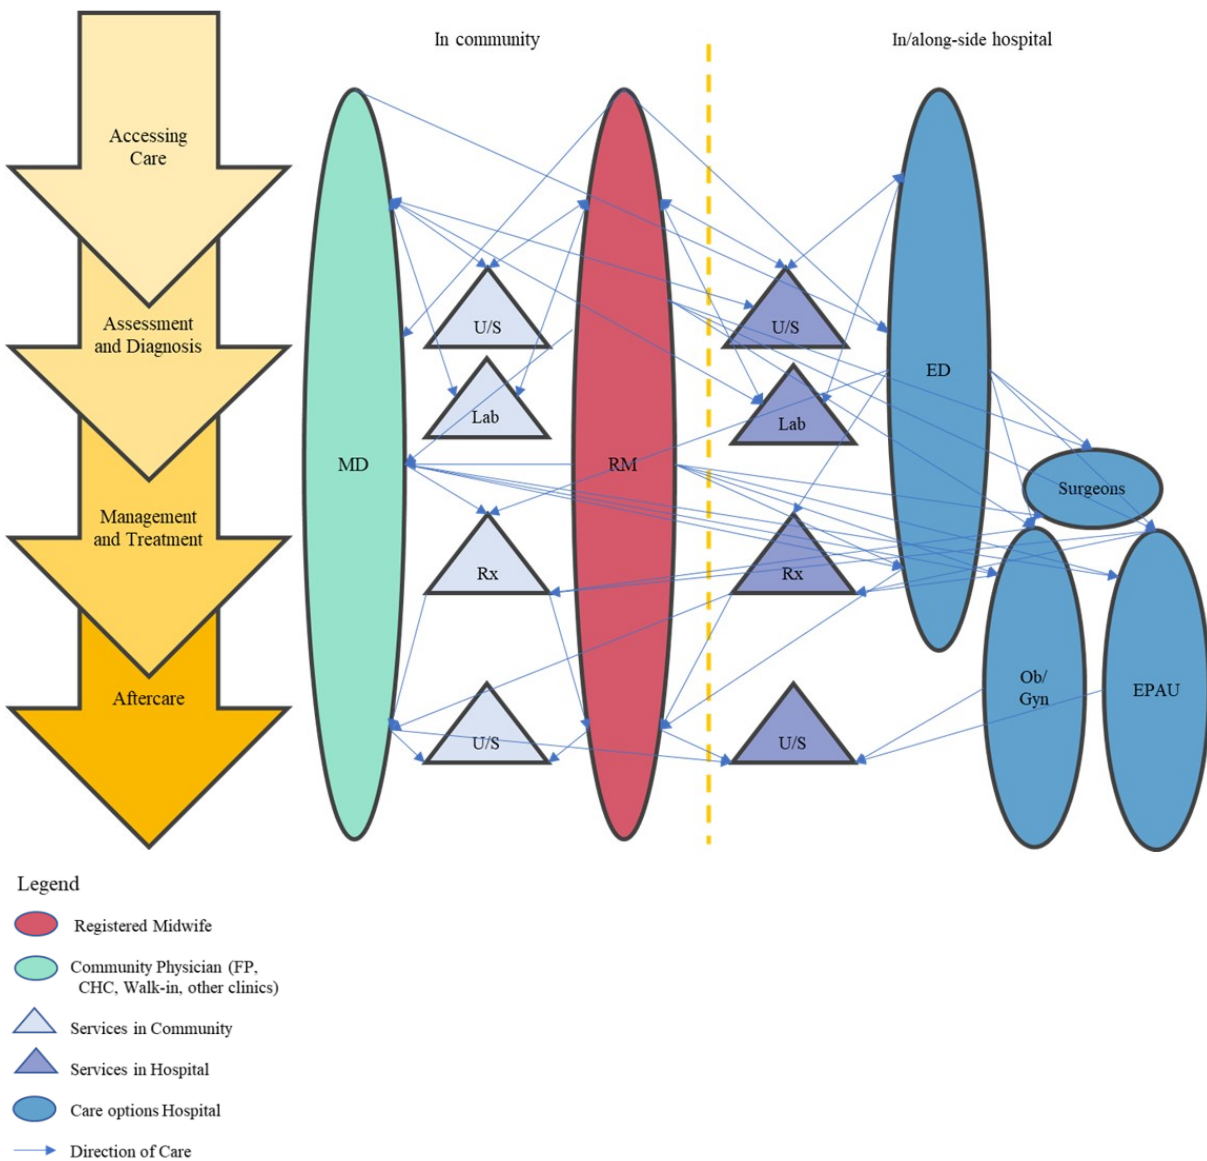 In community
In/along-side hospital
Accessing
Care
Assessment
and Diagnosis
U/S
U/S
ED
Lab
Lab
MD
RM
Surgeons
Management
and Treatment
Rx
Rx
Aftercare
Ob/
Gyn
EPAU
U/S
U/S
Legend
Registered Midwife
Community Physician (FP,
CHC, Walk-in, other clinics)
Services in Community
Services in Hospital
Care options Hospital
Direction of Care